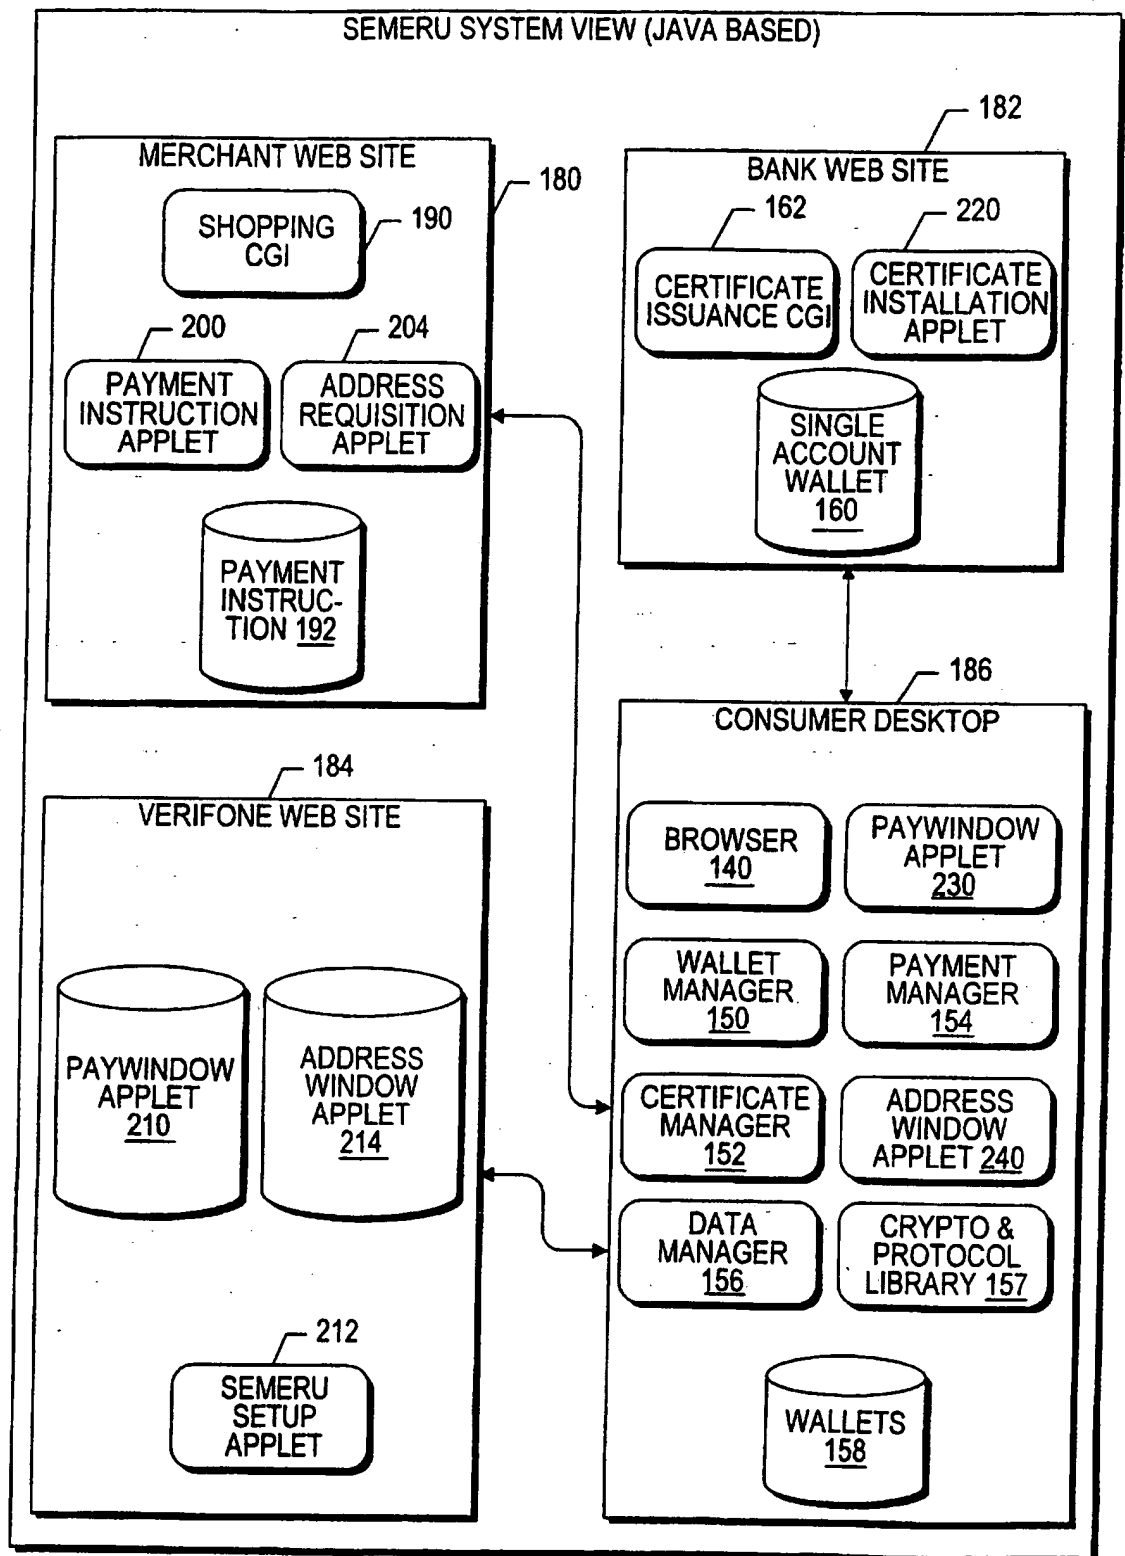 SEMERU SYSTEM VIEW (JAVA BASED)
MERCHANT WEB SITE
180
SHOPPING
CGI
190
200
PAYMENT
INSTRUCTION
APPLET
204
ADDRESS
REQUISITION
APPLET
PAYMENT
INSTRUC-
TION 192
182
BANK WEB SITE
162
CERTIFICATE
ISSUANCE CGI
220
CERTIFICATE
INSTALLATION
APPLET
SINGLE
ACCOUNT
WALLET
160
184
VERIFONE WEB SITE
PAYWINDOW
APPLET
210
ADDRESS
WINDOW
APPLET
214
212
SEMERU
SETUP
APPLET
186
CONSUMER DESKTOP
BROWSER
140
PAYWINDOW
APPLET
230
WALLET
MANAGER
150
PAYMENT
MANAGER
154
CERTIFICATE
MANAGER
152
ADDRESS
WINDOW
APPLET 240
DATA
MANAGER
156
CRYPTO &
PROTOCOL
LIBRARY 157
WALLETS
158